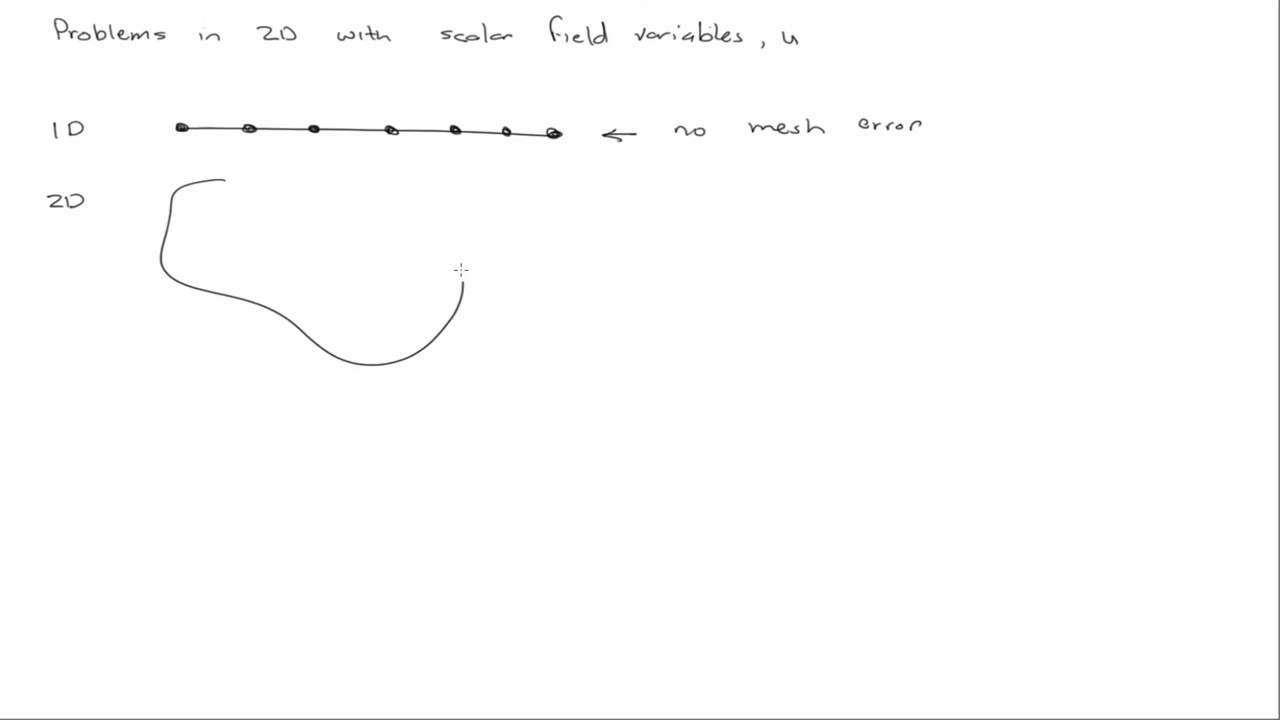 Problems in 2D with scalar field variables, u
1D ← no mesh error
2D